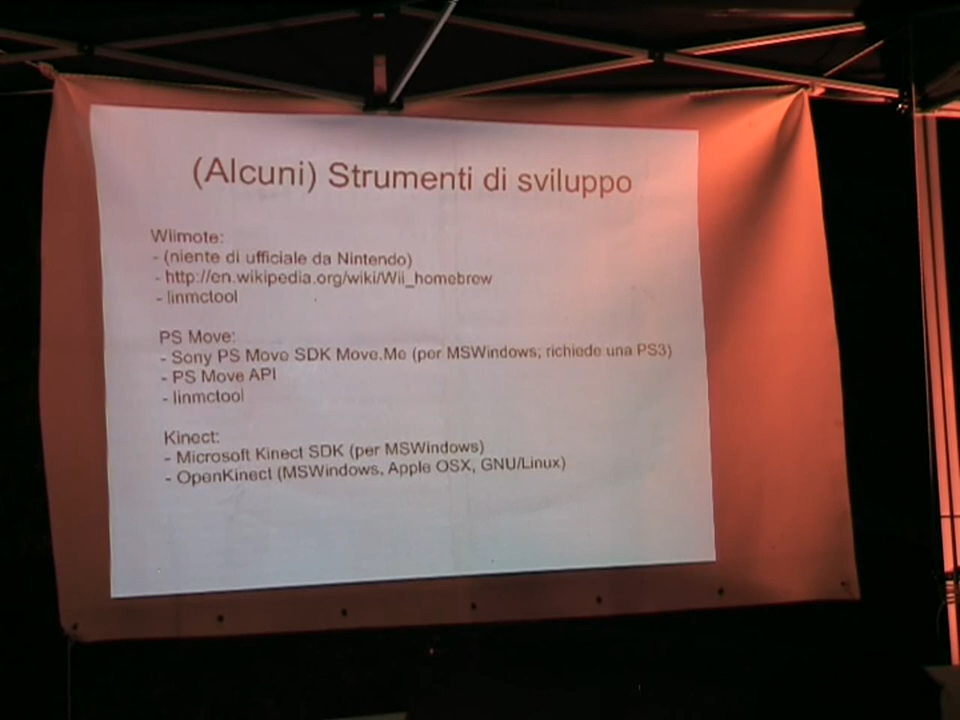 (Alcuni) Strumenti di sviluppo
Wiimote:
- (niente di ufficiale da Nintendo)
- http://en.wikipedia.org/wiki/Wii_homebrew
- linmctool
PS Move:
- Sony PS Move SDK Move.Me (per MSWindows; richiede una PS3)
- PS Move API
- linmctool
Kinect:
- Microsoft Kinect SDK (per MSWindows)
- OpenKinect (MSWindows, Apple OSX, GNU/Linux)